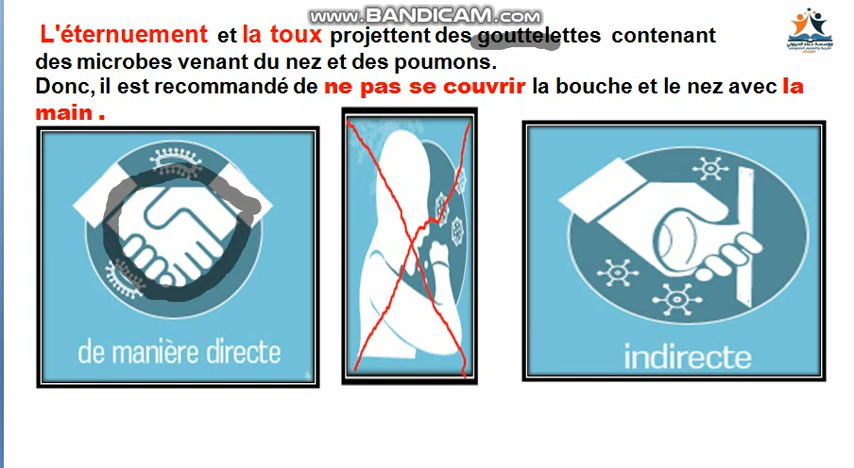 www.BANDICAM.com
L'éternuement et la toux projettent des gouttelettes contenant
des microbes venant du nez et des poumons.
Donc, il est recommandé de ne pas se couvrir la bouche et le nez avec la
main .
de manière directe
indirecte